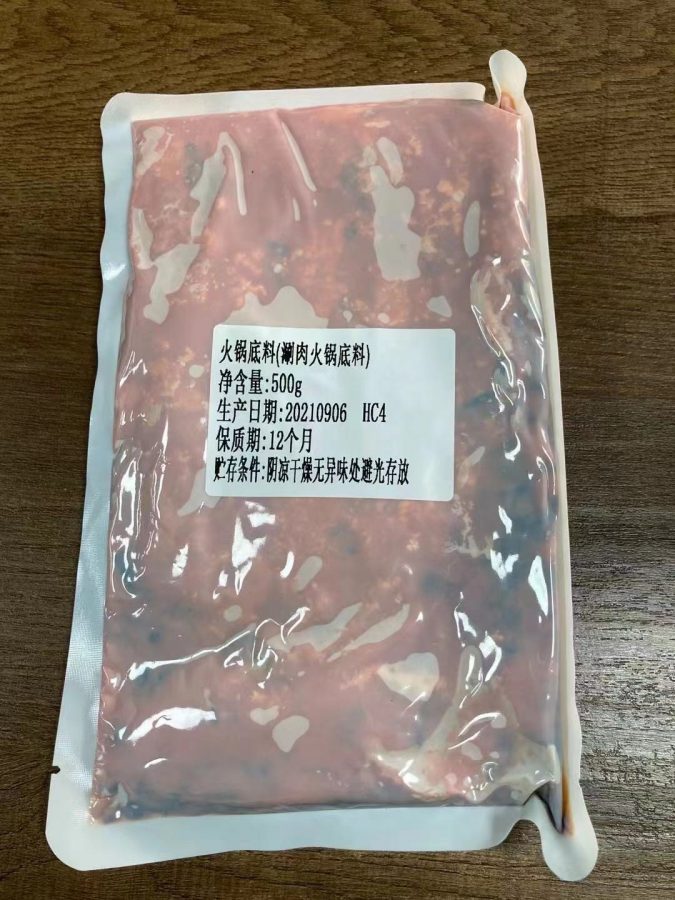 火锅底料(涮肉火锅底料)
净含量:500g
生产日期:20210906 HC4
保质期:12个月
贮存条件:阴凉干燥无异味处避光存放